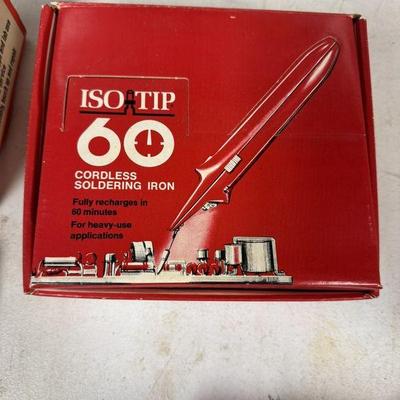 ISO-TIP
60
CORDLESS
SOLDERING IRON
Fully recharges in
60 minutes
For heavy-use
applications